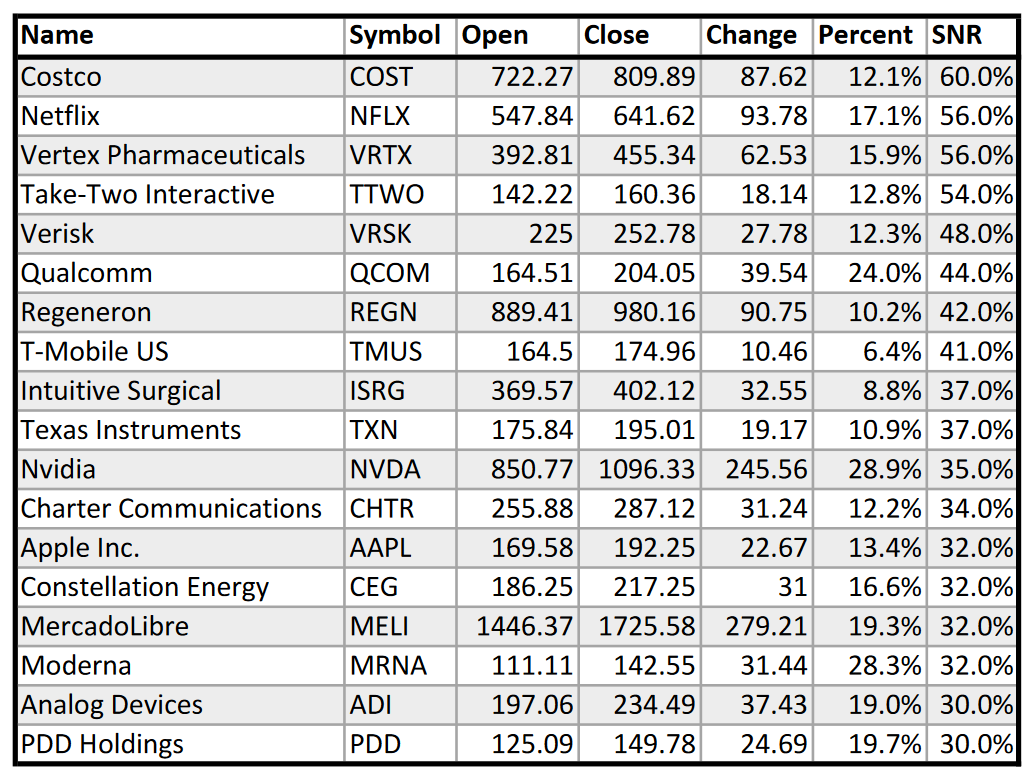 Name Symbol Open Close Change Percent SNR
Costco COST 722.27 809.89 87.62 12.1% 60.0%
Netflix NFLX 547.84 641.62 93.78 17.1% 56.0%
Vertex Pharmaceuticals VRTX 392.81 455.34 62.53 15.9% 56.0%
Take-Two Interactive TTWO 142.22 160.36 18.14 12.8% 54.0%
Verisk VRSK 225 252.78 27.78 12.3% 48.0%
Qualcomm QCOM 164.51 204.05 39.54 24.0% 44.0%
Regeneron REGN 889.41 980.16 90.75 10.2% 42.0%
T-Mobile US TMUS 164.5 174.96 10.46 6.4% 41.0%
Intuitive Surgical ISRG 369.57 402.12 32.55 8.8% 37.0%
Texas Instruments TXN 175.84 195.01 19.17 10.9% 37.0%
Nvidia NVDA 850.77 1096.33 245.56 28.9% 35.0%
Charter Communications CHTR 255.88 287.12 31.24 12.2% 34.0%
Apple Inc. AAPL 169.58 192.25 22.67 13.4% 32.0%
Constellation Energy CEG 186.25 217.25 31 16.6% 32.0%
MercadoLibre MELI 1446.37 1725.58 279.21 19.3% 32.0%
Moderna MRNA 111.11 142.55 31.44 28.3% 32.0%
Analog Devices ADI 197.06 234.49 37.43 19.0% 30.0%
PDD Holdings PDD 125.09 149.78 24.69 19.7% 30.0%